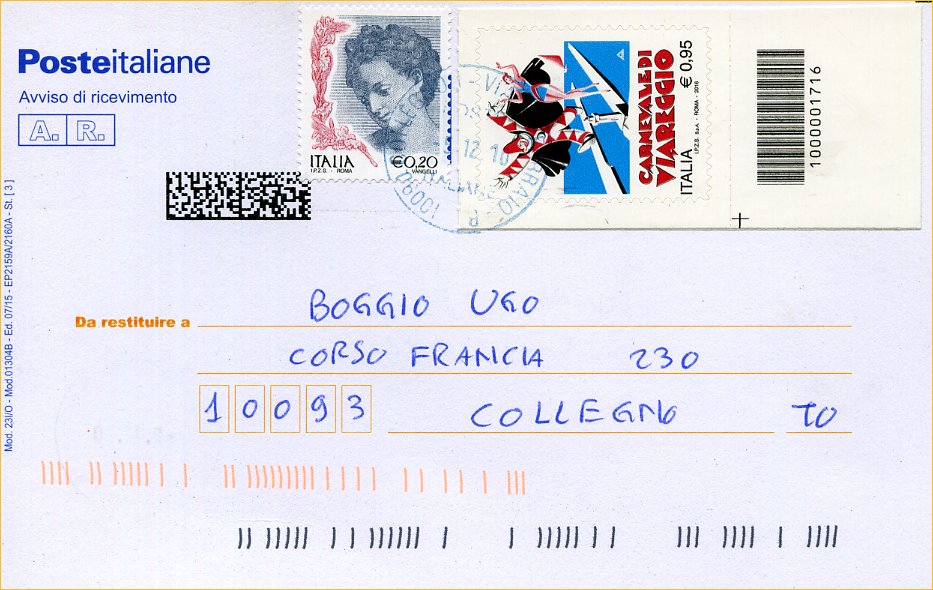 Posteitaliane
Avviso di ricevimento
A. R.
ITALIA €0,20
I.P.Z.S. - ROMA L. VANGELLI
CARNEVALE DI
VIAREGGIO
€ 0,95
ITALIA I.P.Z.S. S.p.A. - ROMA - 2016
1000001716
10093
Mod. 23I/O - Mod.01304B - Ed. 07/15 - EP2159A/2160A - St. [3]
Da restituire a BOGGIO UGO
CORSO FRANCIA 230
10093 COLLEGNO TO